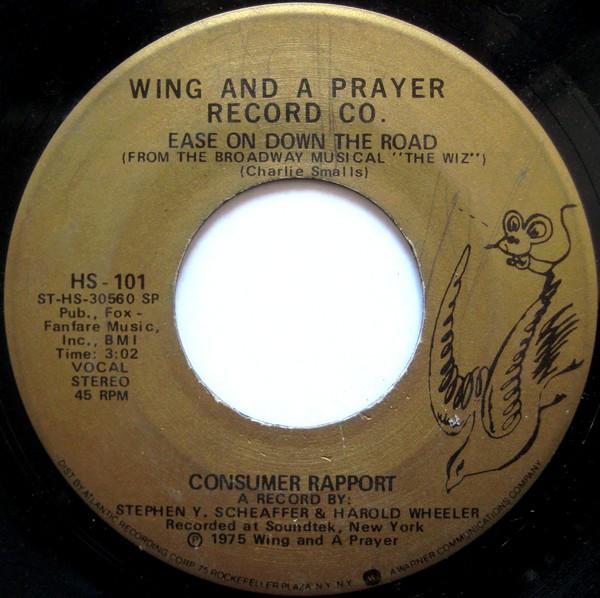 WING AND A PRAYER
RECORD CO.
EASE ON DOWN THE ROAD
(FROM THE BROADWAY MUSICAL "THE WIZ")
(Charlie Smalls)
HS - 101
ST-HS-30560 SP
Pub., Fox -
Fanfare Music,
Inc., BMI
Time: 3:02
VOCAL
STEREO
45 RPM
CONSUMER RAPPORT
A RECORD BY:
STEPHEN Y. SCHEAFFER & HAROLD WHEELER
Recorded at Soundtek, New York
Ⓟ 1975 Wing and A Prayer
DIST BY ATLANTIC RECORDING CORP. 75 ROCKEFELLER PLAZA N.Y. N.Y. A WARNER COMMUNICATIONS COMPANY